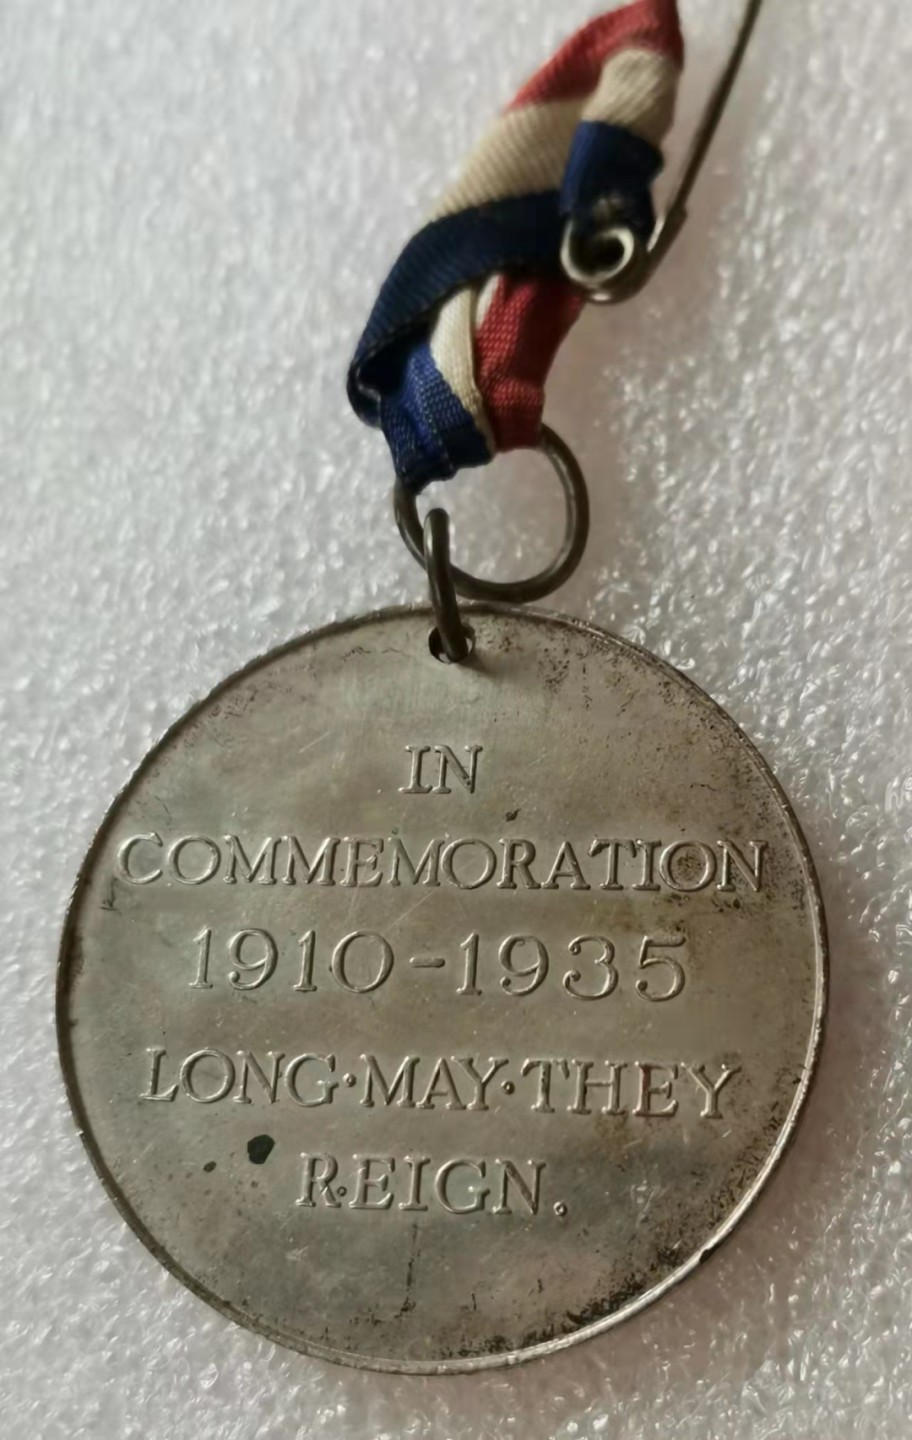 IN
COMMEMORATION
1910-1935
LONG·MAY·THEY
REIGN.